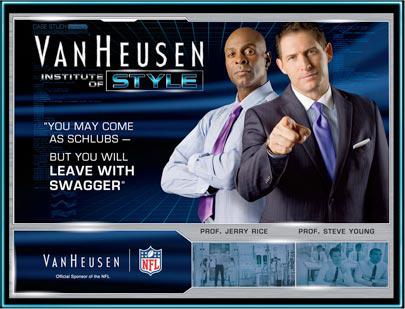 CASE STUDY
VAN HEUSEN
INSTITUTE
OF STYLE
"YOU MAY COME
AS SCHLUBS —
BUT YOU WILL
LEAVE WITH
SWAGGER"
PROF. JERRY RICE PROF. STEVE YOUNG
VAN HEUSEN NFL
Official Sponsor of the NFL